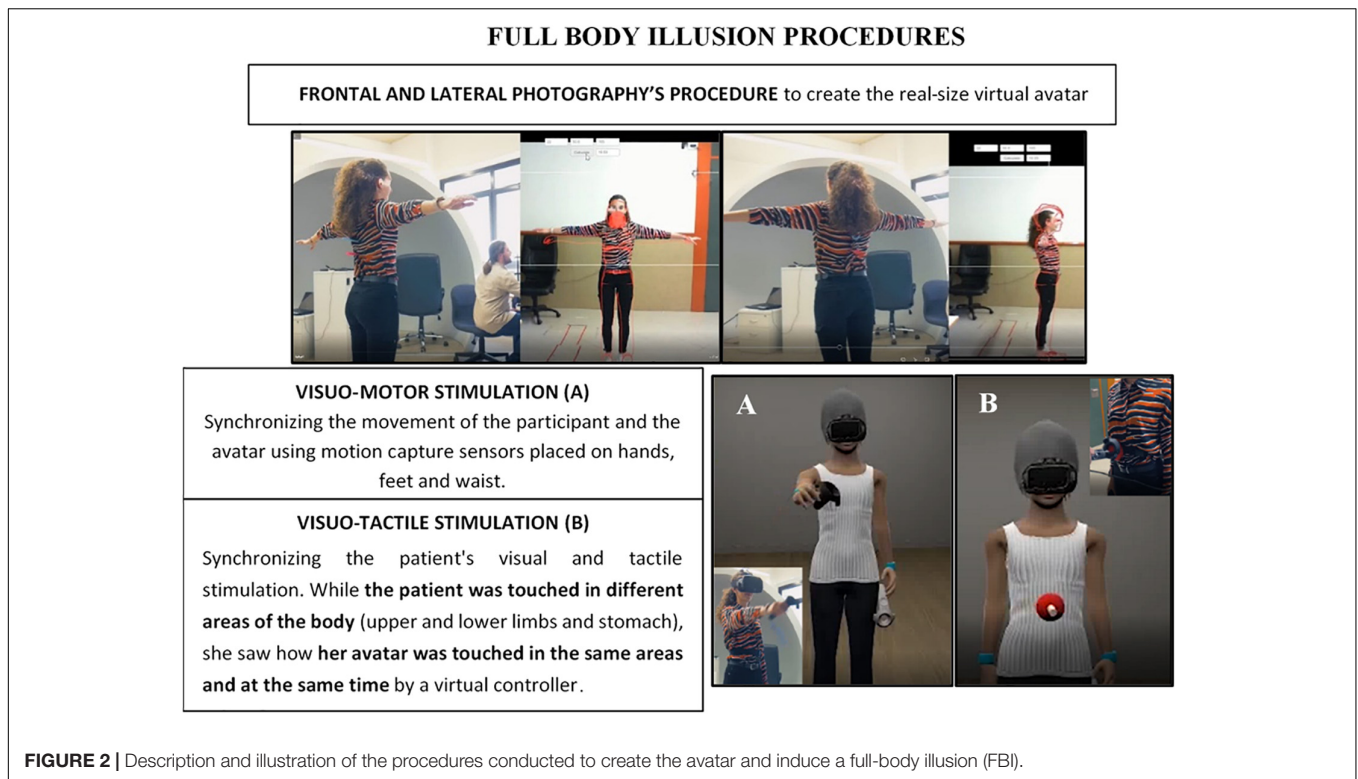 FULL BODY ILLUSION PROCEDURES
FRONTAL AND LATERAL PHOTOGRAPHY'S PROCEDURE to create the real-size virtual avatar
VISUO-MOTOR STIMULATION (A)
Synchronizing the movement of the participant and the
avatar using motion capture sensors placed on hands,
feet and waist.
VISUO-TACTILE STIMULATION (B)
Synchronizing the patient's visual and tactile
stimulation. While the patient was touched in different
areas of the body (upper and lower limbs and stomach),
she saw how her avatar was touched in the same areas
and at the same time by a virtual controller.
A
B
FIGURE 2 | Description and illustration of the procedures conducted to create the avatar and induce a full-body illusion (FBI).